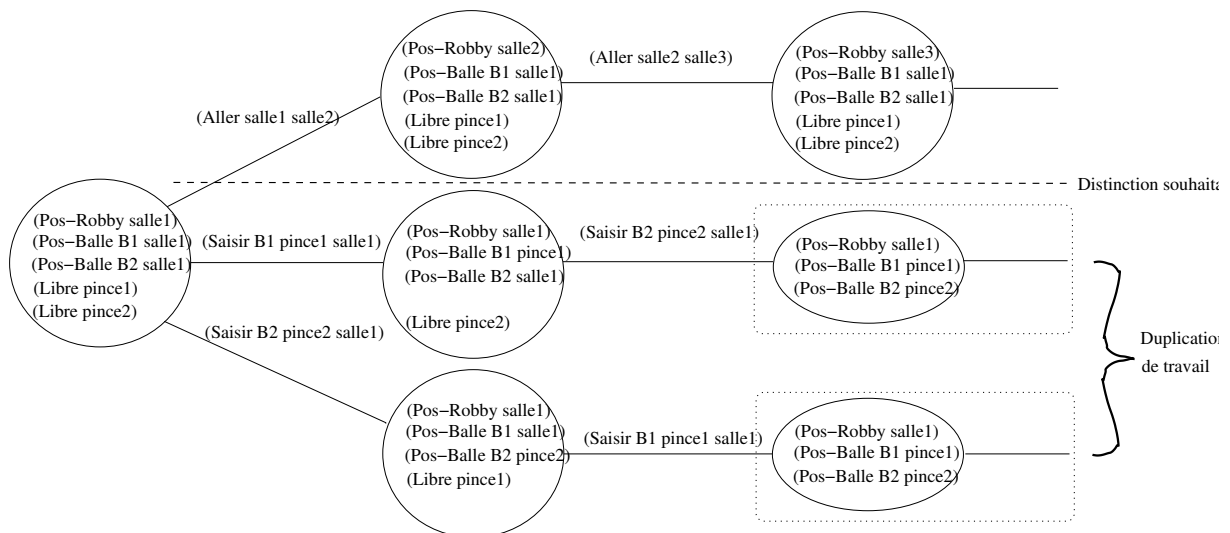 (Pos−Robby salle2)
(Pos−Balle B1 salle1)
(Pos−Balle B2 salle1)
(Libre pince1)
(Libre pince2)
(Aller salle2 salle3)
(Pos−Robby salle3)
(Pos−Balle B1 salle1)
(Pos−Balle B2 salle1)
(Libre pince1)
(Libre pince2)
(Aller salle1 salle2)
Distinction
(Pos−Robby salle1)
(Pos−Balle B1 salle1)
(Pos−Balle B2 salle1)
(Libre pince1)
(Libre pince2)
(Saisir B1 pince1 salle1)
(Pos−Robby salle1)
(Pos−Balle B1 pince1)
(Pos−Balle B2 salle1)
(Libre pince2)
(Saisir B2 pince2 salle1)
(Pos−Robby salle1)
(Pos−Balle B1 pince1)
(Pos−Balle B2 pince2)
(Saisir B2 pince2 salle1)
Duplication
de travail
(Pos−Robby salle1)
(Pos−Balle B1 salle1)
(Pos−Balle B2 pince2)
(Libre pince1)
(Saisir B1 pince1 salle1)
(Pos−Robby salle1)
(Pos−Balle B1 pince1)
(Pos−Balle B2 pince2)